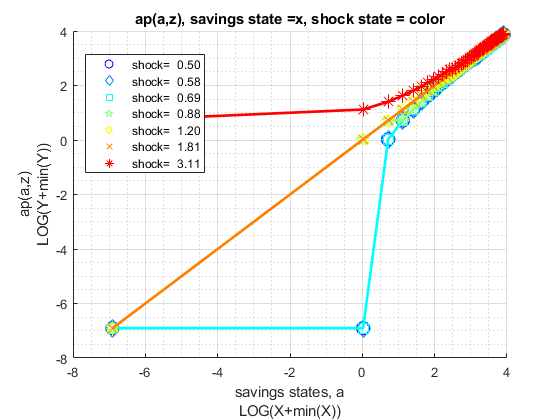 ap(a,z), savings state =x, shock state = color
4
2
0
-2
-4
-6
-8
ap(a,z)
LOG(Y+min(Y))
shock= 0.50
shock= 0.58
shock= 0.69
shock= 0.88
shock= 1.20
shock= 1.81
shock= 3.11
-8 -6 -4 -2 0 2 4
savings states, a
LOG(X+min(X))